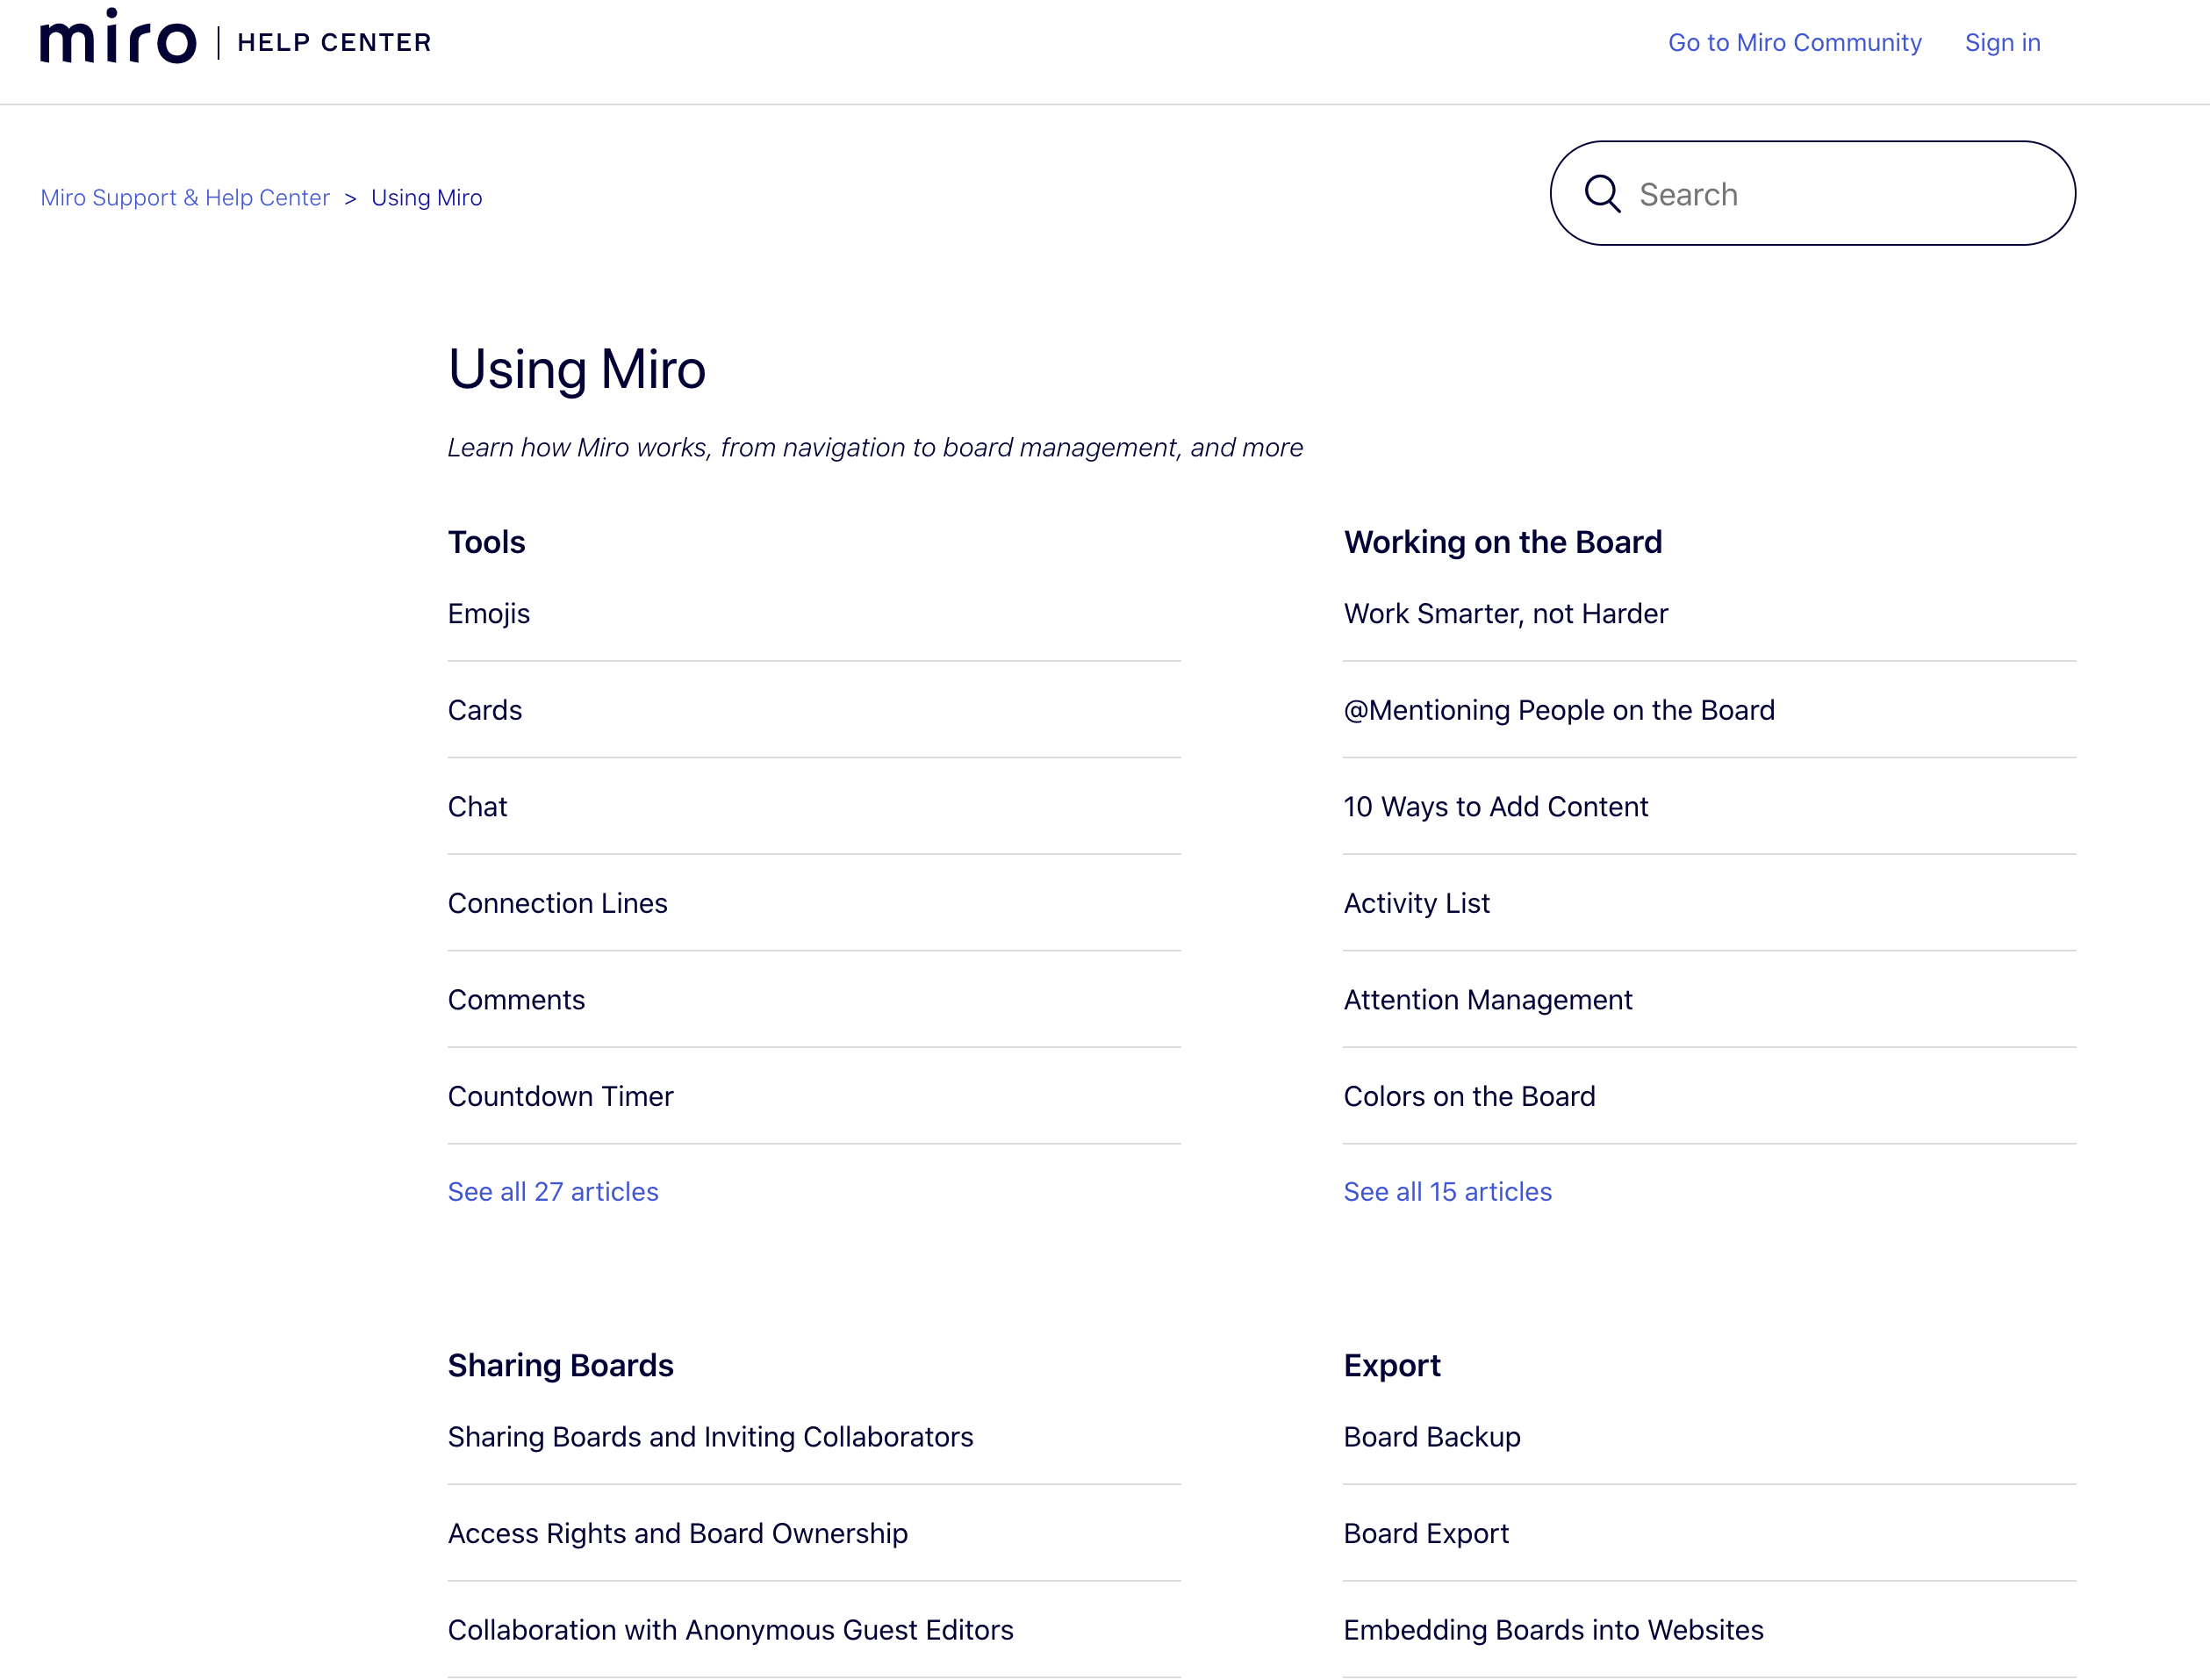 miro | HELP CENTER
Go to Miro Community
Sign in
Miro Support & Help Center > Using Miro
Search
Using Miro
Learn how Miro works, from navigation to board management, and more
Tools
Emojis
Cards
Chat
Connection Lines
Comments
Countdown Timer
See all 27 articles
Working on the Board
Work Smarter, not Harder
@Mentioning People on the Board
10 Ways to Add Content
Activity List
Attention Management
Colors on the Board
See all 15 articles
Sharing Boards
Sharing Boards and Inviting Collaborators
Access Rights and Board Ownership
Collaboration with Anonymous Guest Editors
Export
Board Backup
Board Export
Embedding Boards into Websites